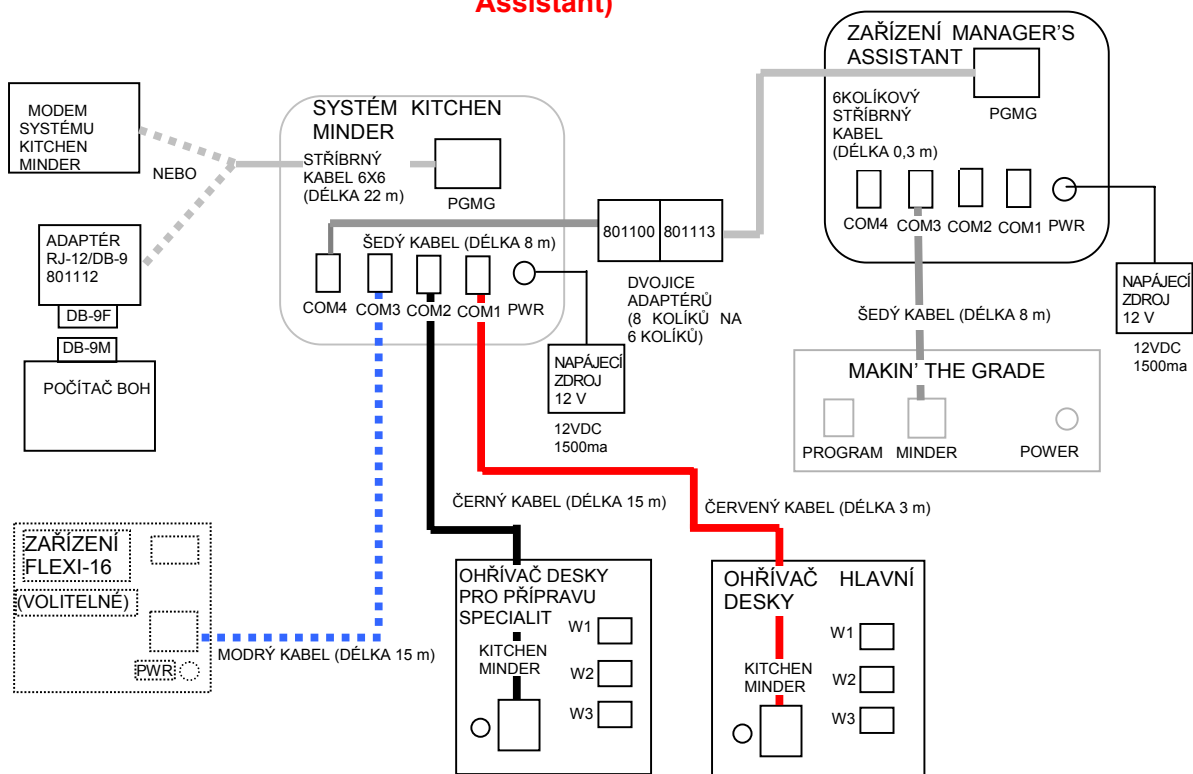 Assistant)
ZAŘÍZENÍ MANAGER'S
ASSISTANT
PGMG
6KOLÍKOVÝ
STŘÍBRNÝ
KABEL
(DÉLKA 0,3 m)
COM4 COM3 COM2 COM1 PWR
NAPÁJECÍ
ZDROJ
12 V
12VDC
1500ma
MODEM
SYSTÉMU
KITCHEN
MINDER
NEBO
SYSTÉM KITCHEN
MINDER
STŘÍBRNÝ
KABEL 6X6
(DÉLKA 22 m)
PGMG
ADAPTÉR
RJ-12/DB-9
801112
DB-9F
DB-9M
POČÍTAČ BOH
ŠEDÝ KABEL (DÉLKA 8 m)
COM4 COM3 COM2 COM1 PWR
801100 801113
DVOJICE
ADAPTÉRŮ
(8 KOLÍKŮ NA
6 KOLÍKŮ)
NAPÁJECÍ
ZDROJ
12 V
12VDC
1500ma
ŠEDÝ KABEL (DÉLKA 8 m)
MAKIN' THE GRADE
PROGRAM MINDER POWER
ČERNÝ KABEL (DÉLKA 15 m)
ČERVENÝ KABEL (DÉLKA 3 m)
ZAŘÍZENÍ
FLEXI-16
(VOLITELNÉ)
PWR
MODRÝ KABEL (DÉLKA 15 m)
OHŘÍVAČ DESKY
PRO PŘÍPRAVU
SPECIALIT
KITCHEN
MINDER
W1
W2
W3
OHŘÍVAČ HLAVNÍ
DESKY
KITCHEN
MINDER
W1
W2
W3